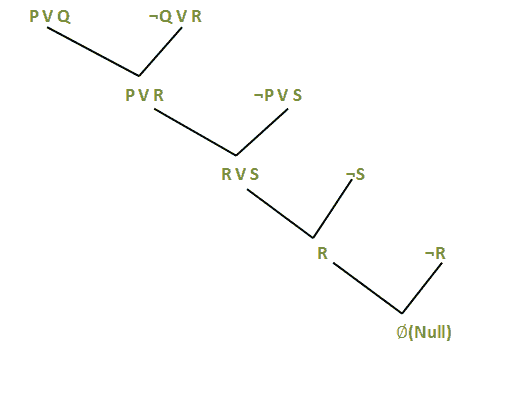 P V Q ¬Q V R
P V R ¬P V S
R V S ¬S
R ¬R
∅(Null)